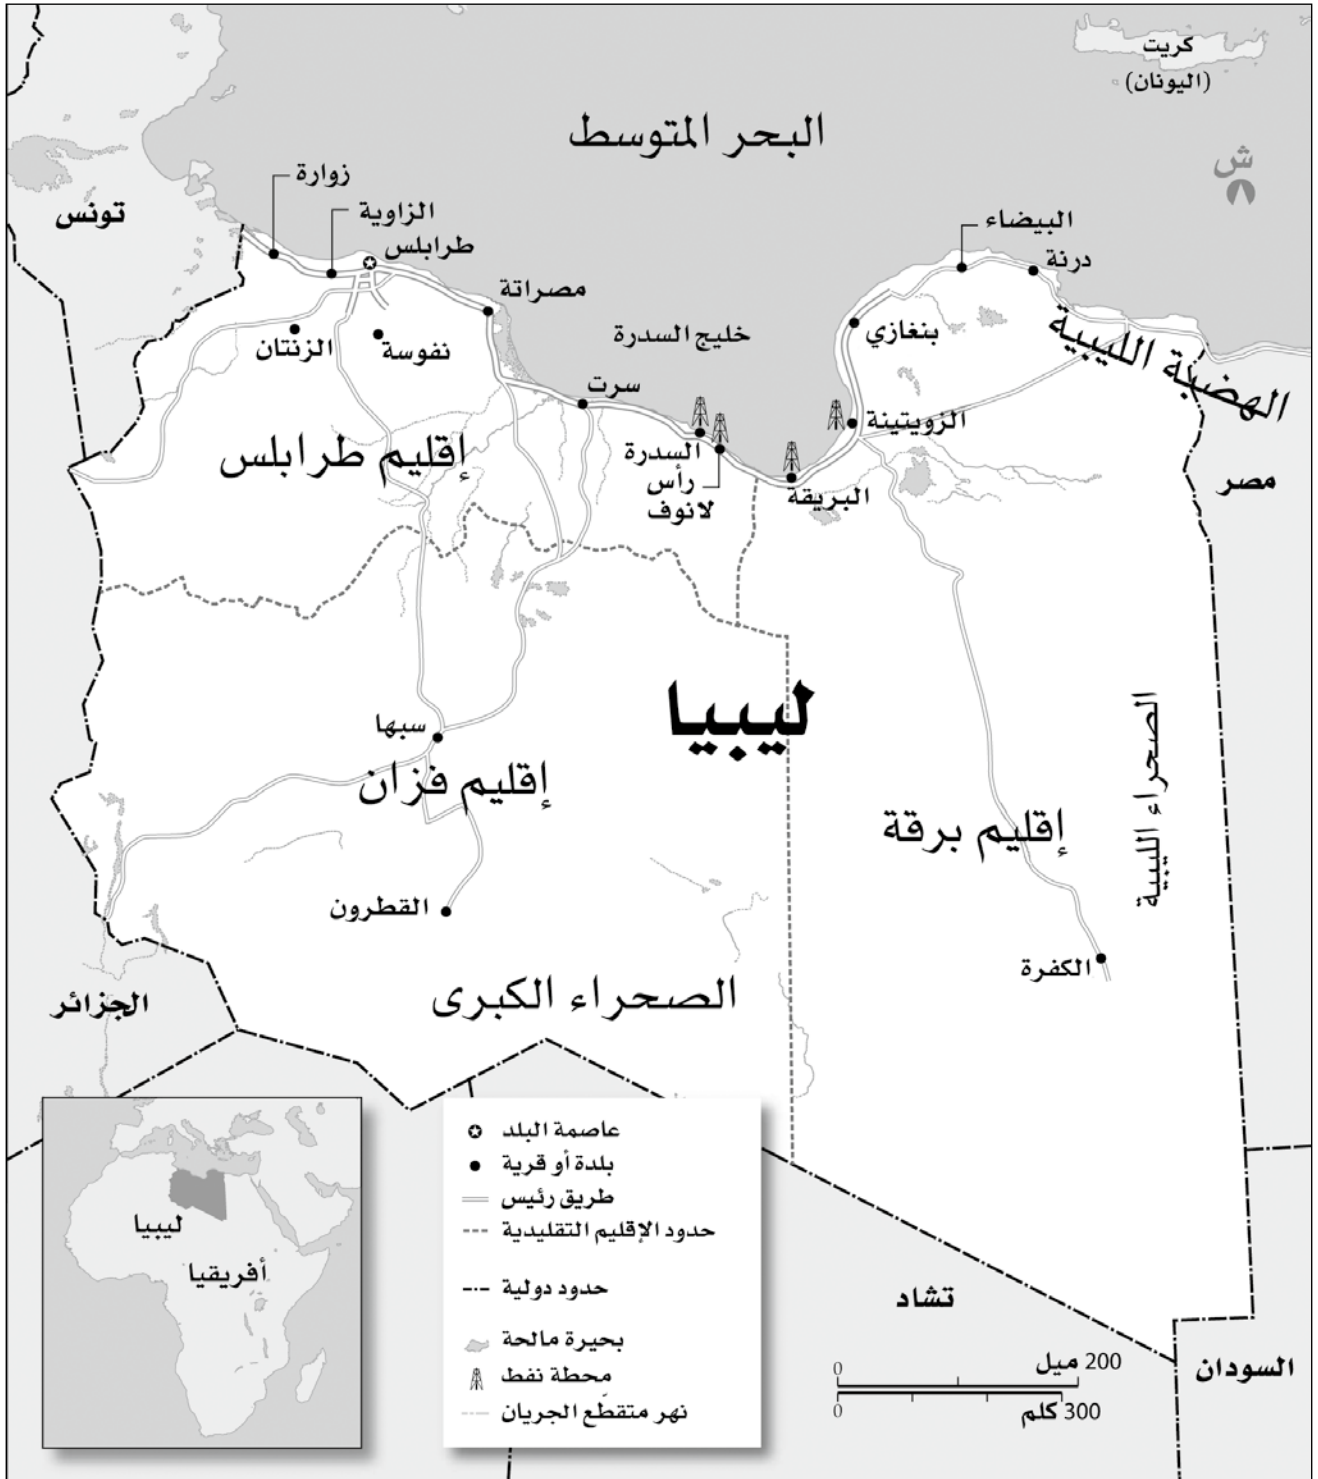 كريت
(اليونان)
البحر المتوسط
ش
زوارة
تونس
الزاوية
البيضاء
طرابلس
درنة
مصراتة
بنغازي
خليج السدرة
الهضبة الليبية
الزنتان
نفوسة
سرت
الزويتينة
إقليم طرابلس
السدرة
رأس
لانوف
البريقة
مصر
ليبيا
سبها
إقليم فزان
إقليم برقة
الصحراء الليبية
القطرون
الكفرة
الصحراء الكبرى
الجزائر
عاصمة البلد
بلدة أو قرية
طريق رئيس
حدود الإقليم التقليدية
حدود دولية
بحيرة مالحة
محطة نفط
نهر متقطّع الجريان
ليبيا
أفريقيا
تشاد
السودان
0 200 ميل
0 300 كلم